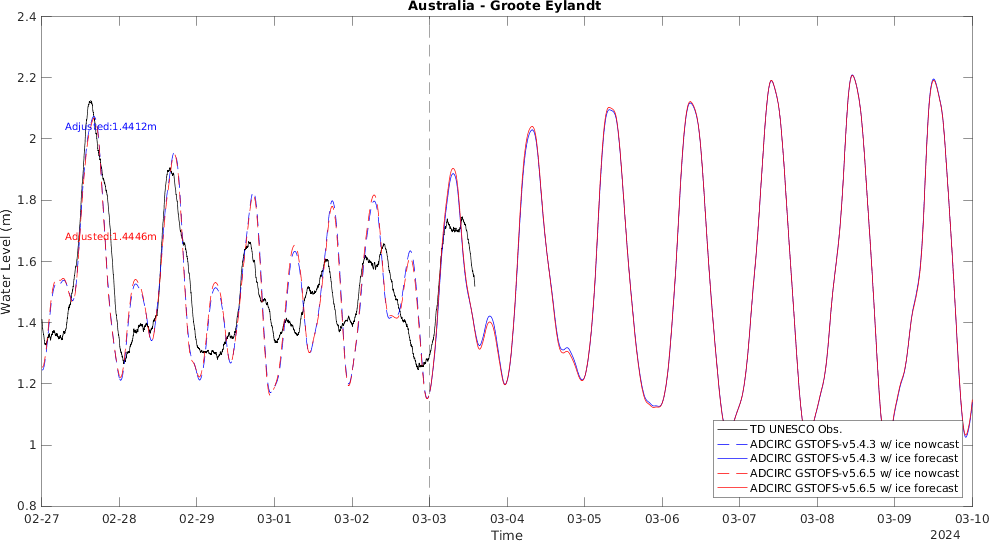 Australia - Groote Eylandt
Water Level (m)
2.4
2.2
2
1.8
1.6
1.4
1.2
1
0.8
Adjusted:1.4412m
Adjusted:1.4446m
TD UNESCO Obs.
ADCIRC GSTOFS-v5.4.3 w/ ice nowcast
ADCIRC GSTOFS-v5.4.3 w/ ice forecast
ADCIRC GSTOFS-v5.6.5 w/ ice nowcast
ADCIRC GSTOFS-v5.6.5 w/ ice forecast
02-27 02-28 02-29 03-01 03-02 03-03 03-04 03-05 03-06 03-07 03-08 03-09 03-10
Time
2024